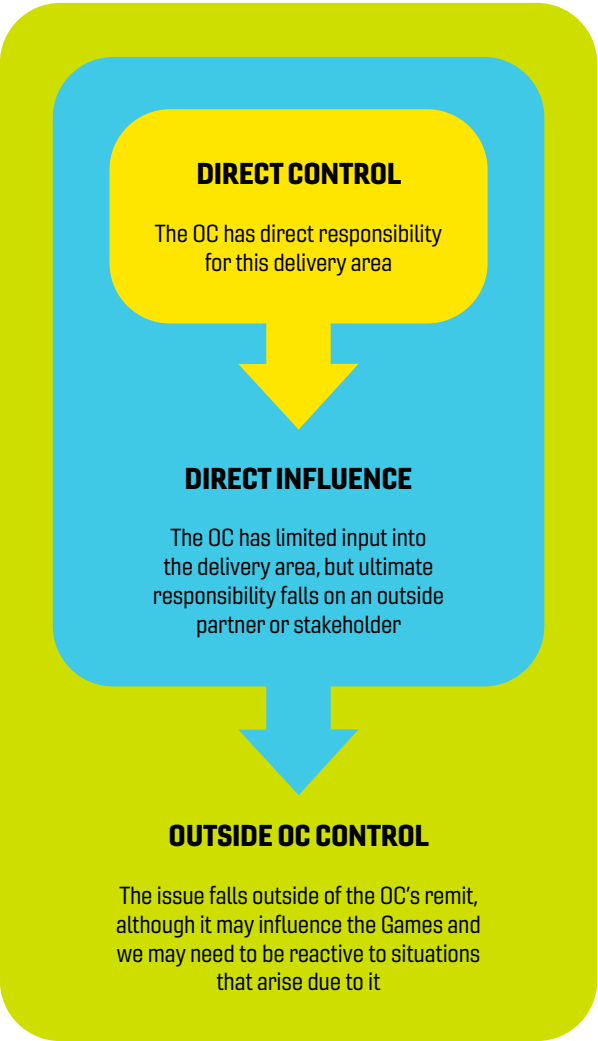 DIRECT CONTROL
The OC has direct responsibility
for this delivery area
DIRECT INFLUENCE
The OC has limited input into
the delivery area, but ultimate
responsibility falls on an outside
partner or stakeholder
OUTSIDE OC CONTROL
The issue falls outside of the OC’s remit,
although it may influence the Games and
we may need to be reactive to situations
that arise due to it